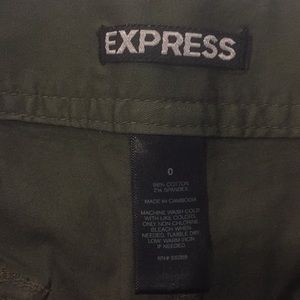 EXPRESS
0
98% COTTON
2% SPANDEX
MADE IN CAMBODIA
MACHINE WASH COLD
WITH LIKE COLORS.
ONLY NON-CHLORINE
BLEACH WHEN
NEEDED. TUMBLE DRY
LOW. WARM IRON
IF NEEDED.
RN#